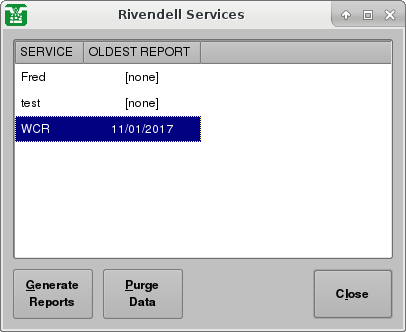 Rivendell Services
SERVICE OLDEST REPORT
Fred [none]
test [none]
WCR 11/01/2017
Generate Reports
Purge Data
Close